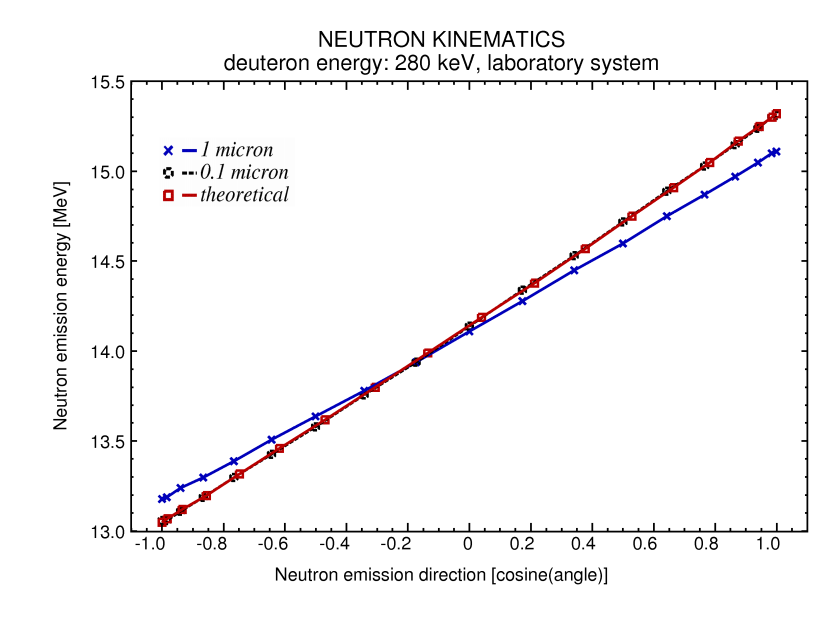 NEUTRON KINEMATICS
deuteron energy: 280 keV, laboratory system
15.5
15.0
14.5
14.0
13.5
13.0
Neutron emission energy [MeV]
1 micron
0.1 micron
theoretical
-1.0 -0.8 -0.6 -0.4 -0.2 0 0.2 0.4 0.6 0.8 1.0
Neutron emission direction [cosine(angle)]